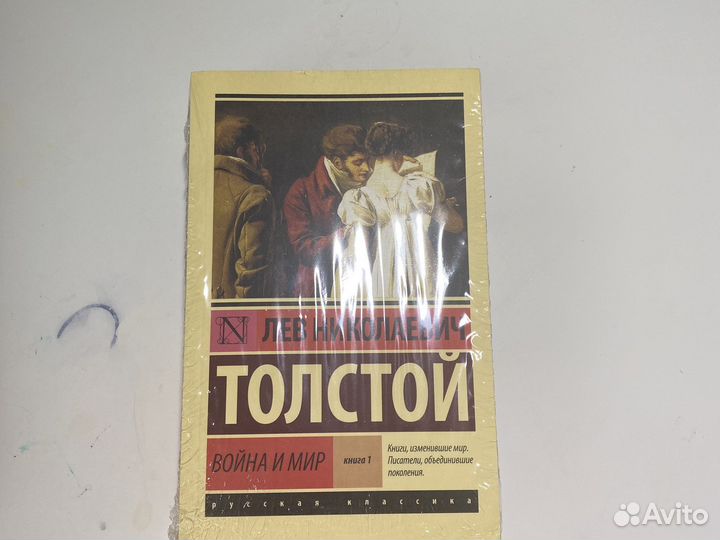 N
ЛЕВ НИКОЛАЕВИЧ
ТОЛСТОЙ
ВОЙНА И МИР
книга 1
Книги, изменившие мир.
Писатели, объединившие
поколения.
русская классика
Avito